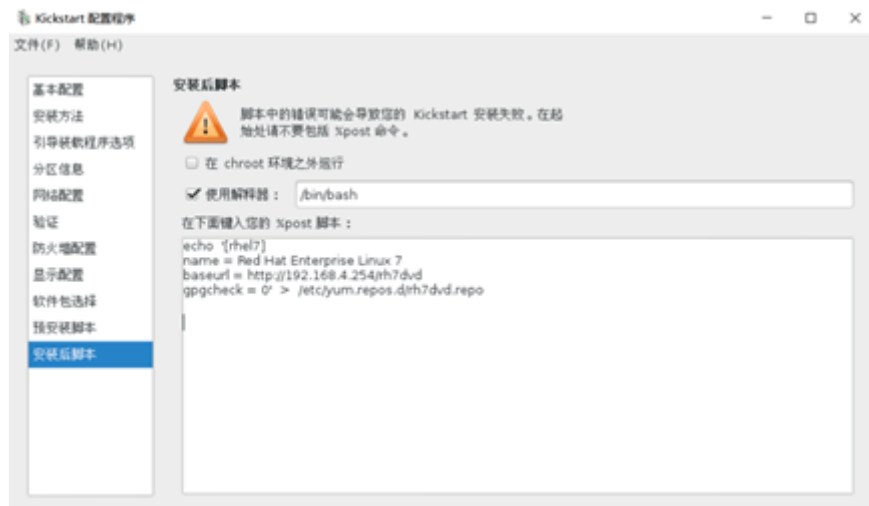 Kickstart 配置程序
文件(F) 帮助(H)
基本配置
安装方法
引导装载程序选项
分区信息
网络配置
验证
防火墙配置
显示配置
软件包选择
预安装脚本
安装后脚本
安装后脚本
脚本中的错误可能会导致您的 Kickstart 安装失败。在起
始处请不要包括 %post 命令。
在 chroot 环境之外运行
使用解释器： /bin/bash
在下面键入您的 %post 脚本：
echo '[rhel7]
name = Red Hat Enterprise Linux 7
baseurl = http://192.168.4.254/rh7dvd
gpgcheck = 0' > /etc/yum.repos.d/rh7dvd.repo